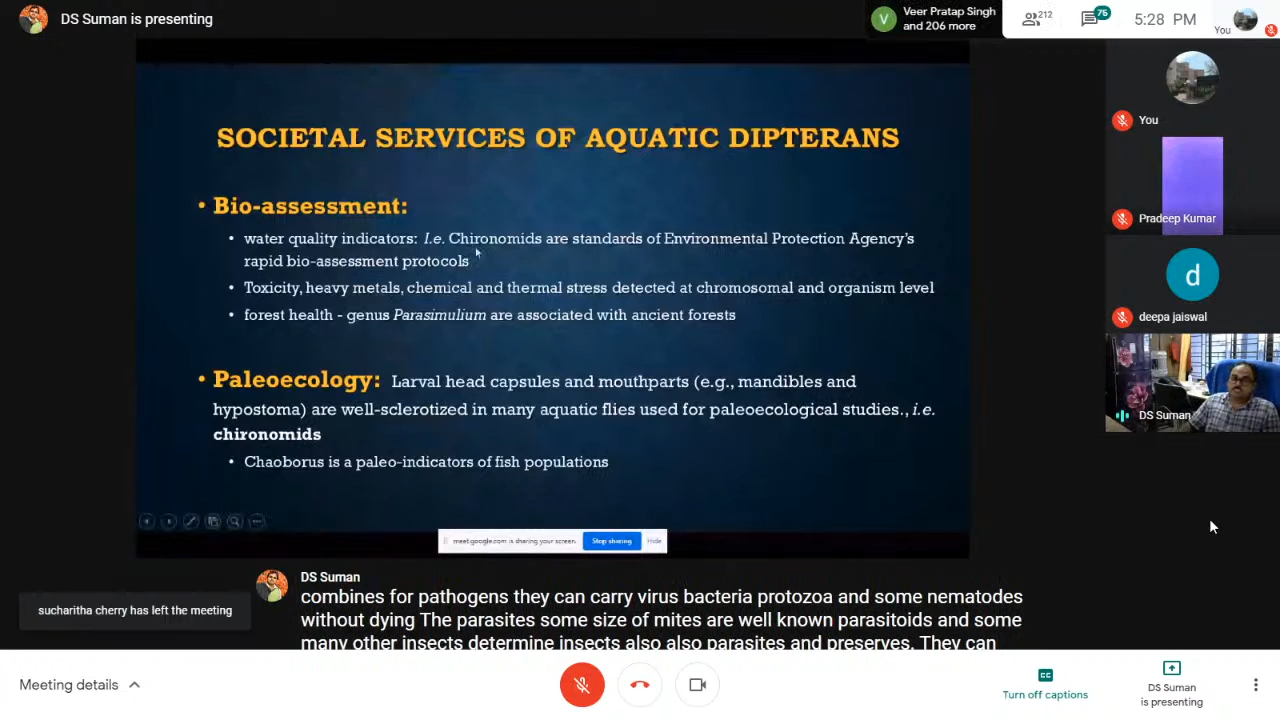 DS Suman is presenting
V
Veer Pratap Singh
and 206 more
212
75
5:28 PM
You
SOCIETAL SERVICES OF AQUATIC DIPTERANS
• Bio-assessment:
• water quality indicators: I.e. Chironomids are standards of Environmental Protection Agency's
rapid bio-assessment protocols
• Toxicity, heavy metals, chemical and thermal stress detected at chromosomal and organism level
• forest health - genus Parasimulium are associated with ancient forests
• Paleoecology: Larval head capsules and mouthparts (e.g., mandibles and
hypostoma) are well-sclerotized in many aquatic flies used for paleoecological studies., i.e.
chironomids
• Chaoborus is a paleo-indicators of fish populations
meet.google.com is sharing your screen.
Stop sharing
Hide
You
Pradeep Kumar
d
deepa jaiswal
DS Suman
sucharitha cherry has left the meeting
DS Suman
combines for pathogens they can carry virus bacteria protozoa and some nematodes
without dying The parasites some size of mites are well known parasitoids and some
many other insects determine insects also also parasites and preserves. They can
Meeting details
CC
Turn off captions
DS Suman
is presenting